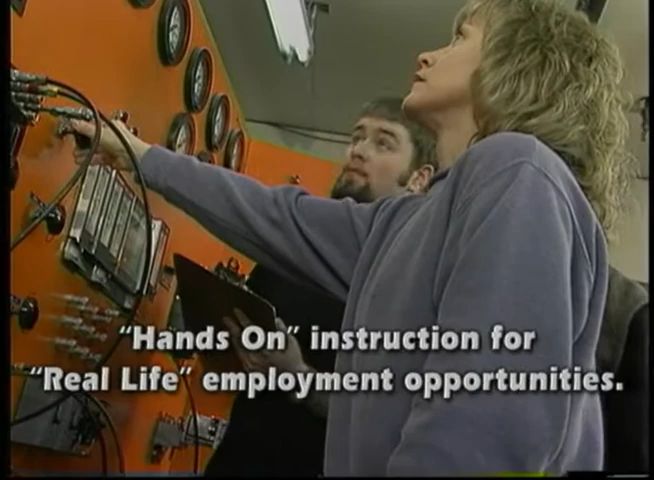 “Hands On” instruction for
“Real Life” employment opportunities.